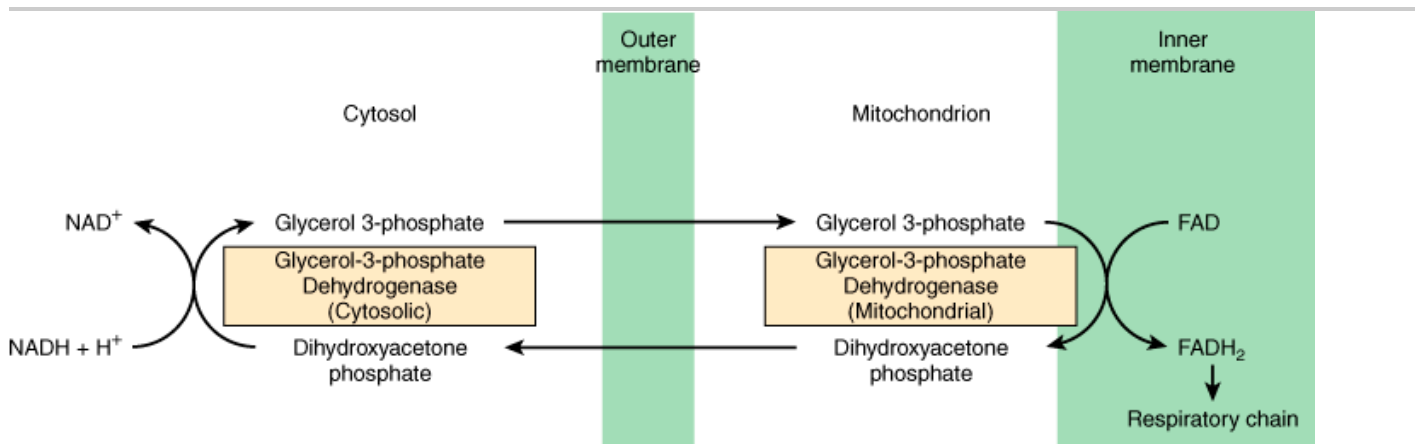 Outer
membrane
Inner
membrane
Cytosol
Mitochondrion
NAD+
Glycerol 3-phosphate
Glycerol 3-phosphate
FAD
Glycerol-3-phosphate
Dehydrogenase
(Cytosolic)
Glycerol-3-phosphate
Dehydrogenase
(Mitochondrial)
NADH + H+
Dihydroxyacetone
phosphate
Dihydroxyacetone
phosphate
FADH2
Respiratory chain